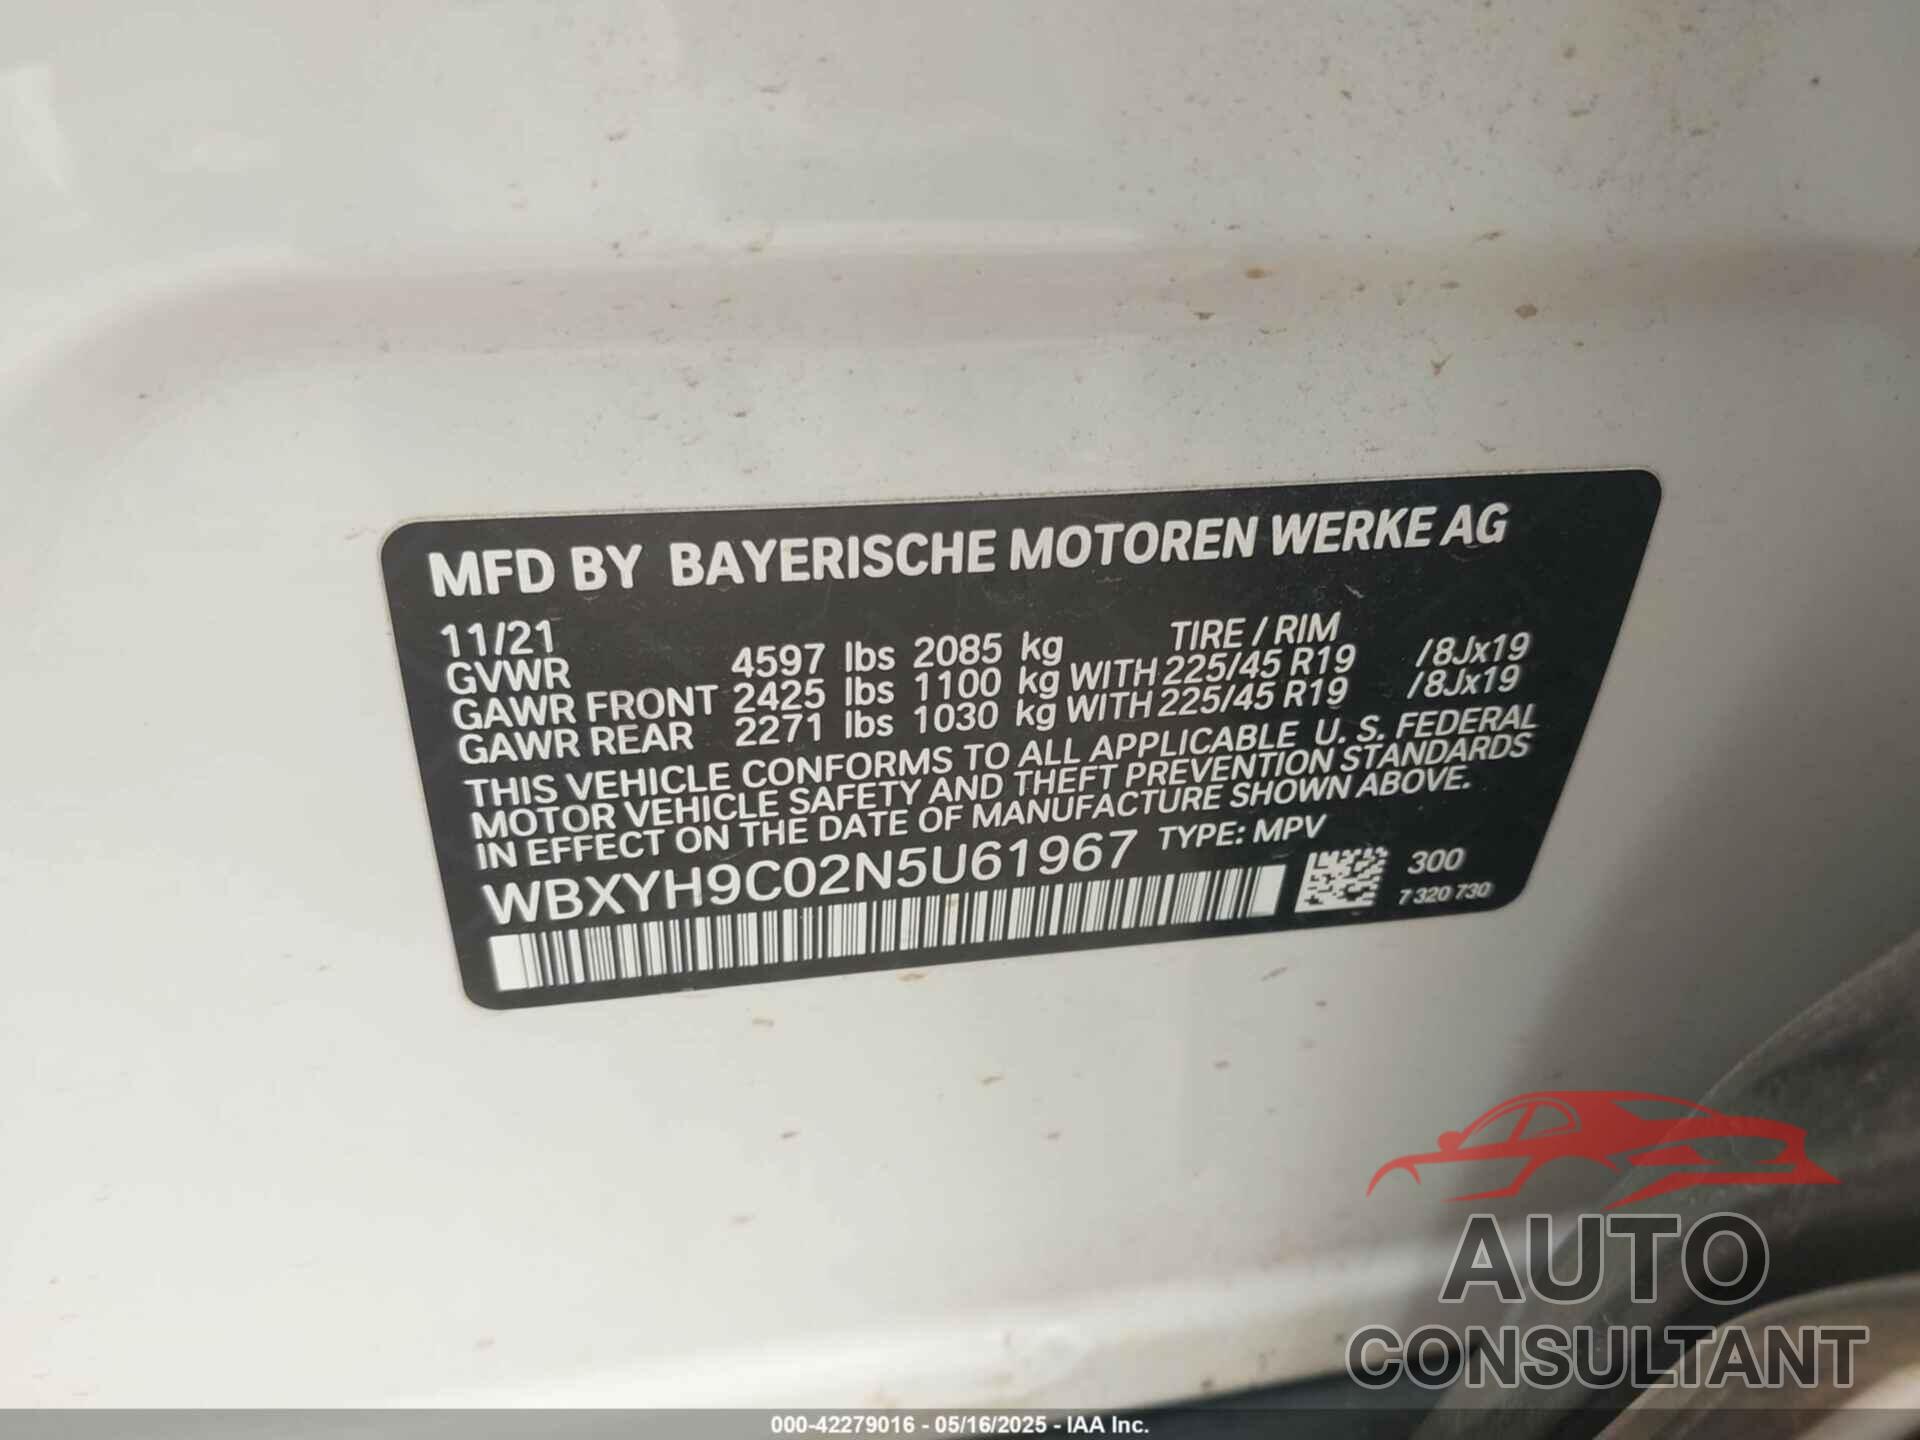 MFD BY BAYERISCHE MOTOREN WERKE AG
11/21 TIRE / RIM
GVWR 4597 lbs 2085 kg
GAWR FRONT 2425 lbs 1100 kg WITH 225/45 R19 /8Jx19
GAWR REAR 2271 lbs 1030 kg WITH 225/45 R19 /8Jx19
THIS VEHICLE CONFORMS TO ALL APPLICABLE U. S. FEDERAL
MOTOR VEHICLE SAFETY AND THEFT PREVENTION STANDARDS
IN EFFECT ON THE DATE OF MANUFACTURE SHOWN ABOVE.
WBXYH9C02N5U61967 TYPE: MPV
300
7 320 730
AUTO
CONSULTANT
000-42279016 - 05/16/2025 - IAA Inc.